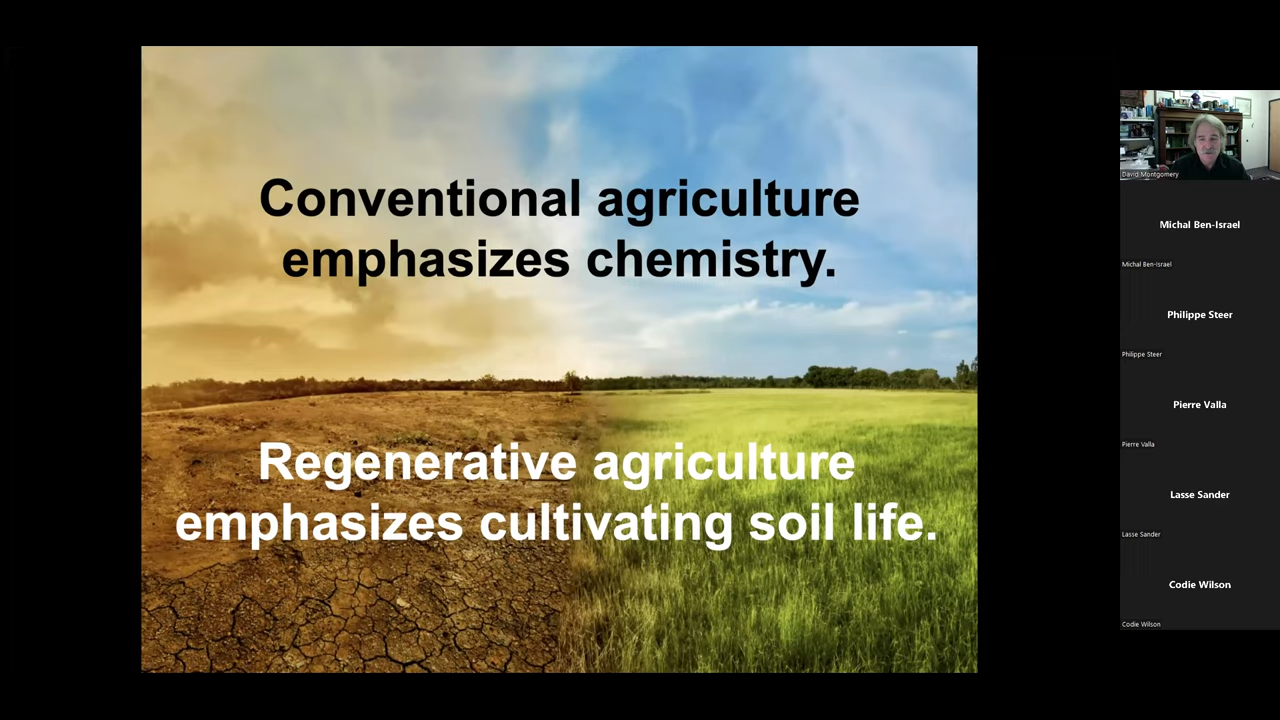 Conventional agriculture
emphasizes chemistry.
Regenerative agriculture
emphasizes cultivating soil life.
David Montgomery
Michal Ben-Israel
Michal Ben-Israel
Philippe Steer
Philippe Steer
Pierre Valla
Pierre Valla
Lasse Sander
Lasse Sander
Codie Wilson
Codie Wilson